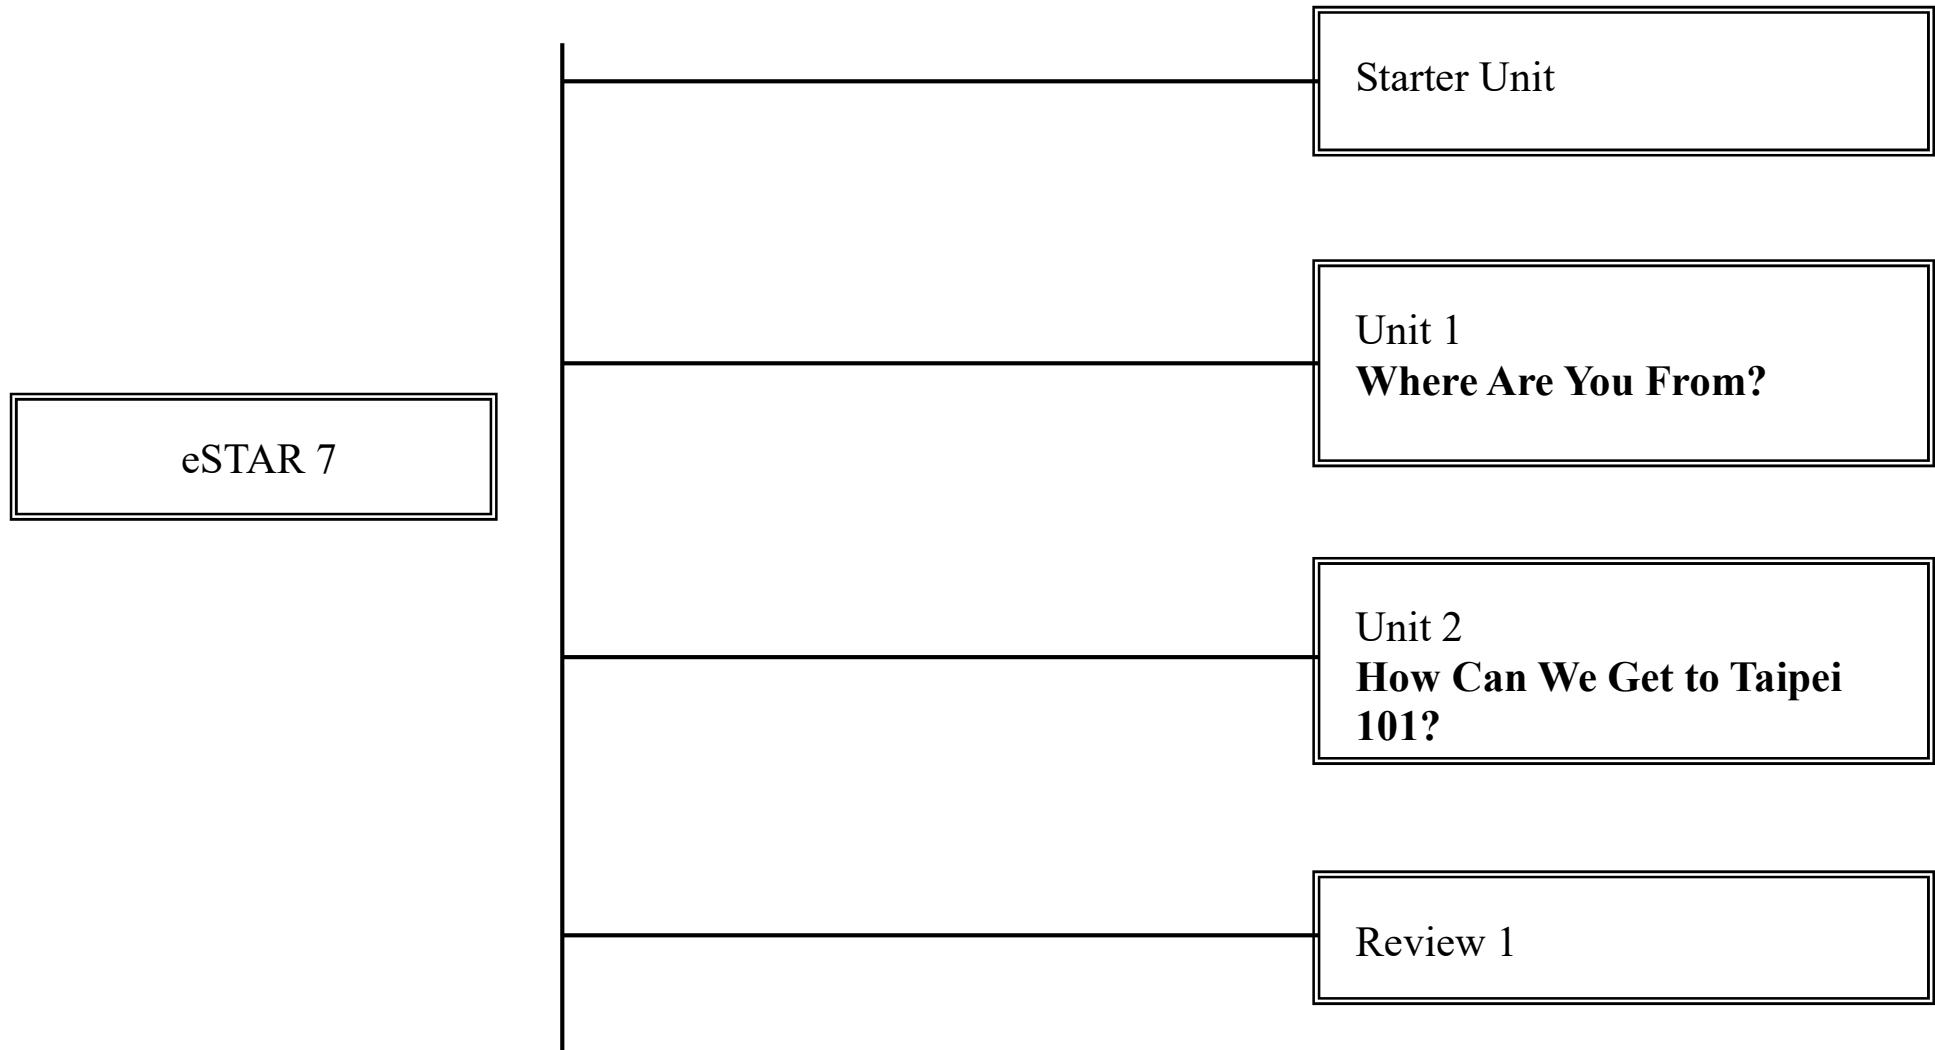 Starter Unit
Unit 1
Where Are You From?
eSTAR 7
Unit 2
How Can We Get to Taipei
101?
Review 1